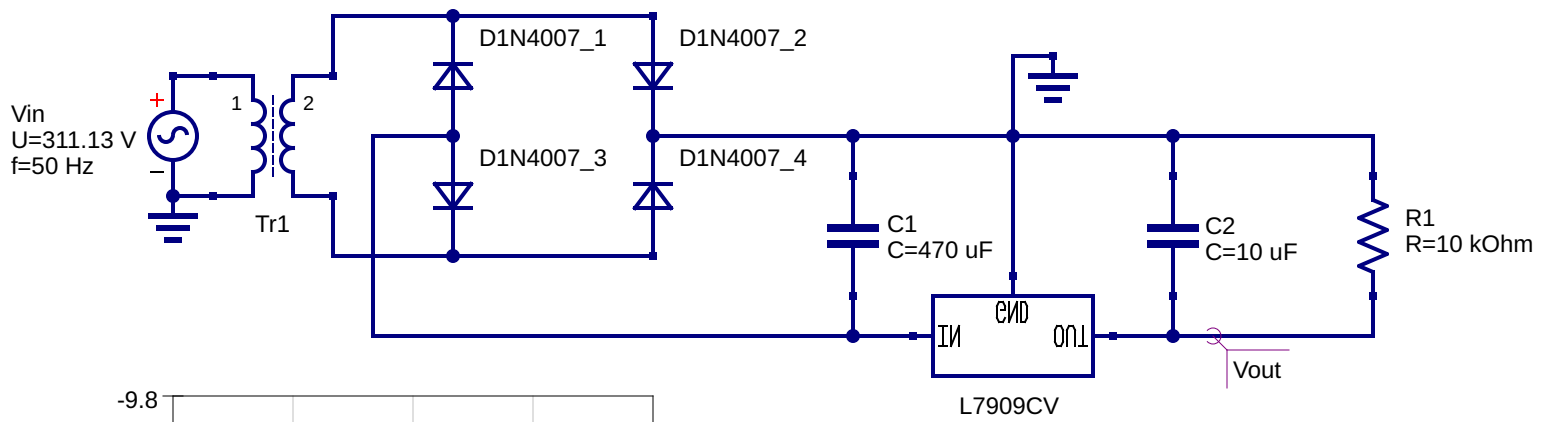 D1N4007_1
D1N4007_2
+
1
2
Vin
U=311.13 V
f=50 Hz
−
D1N4007_3
D1N4007_4
Tr1
C1
C=470 uF
C2
C=10 uF
R1
R=10 kOhm
GND
IN
OUT
Vout
-9.8
L7909CV